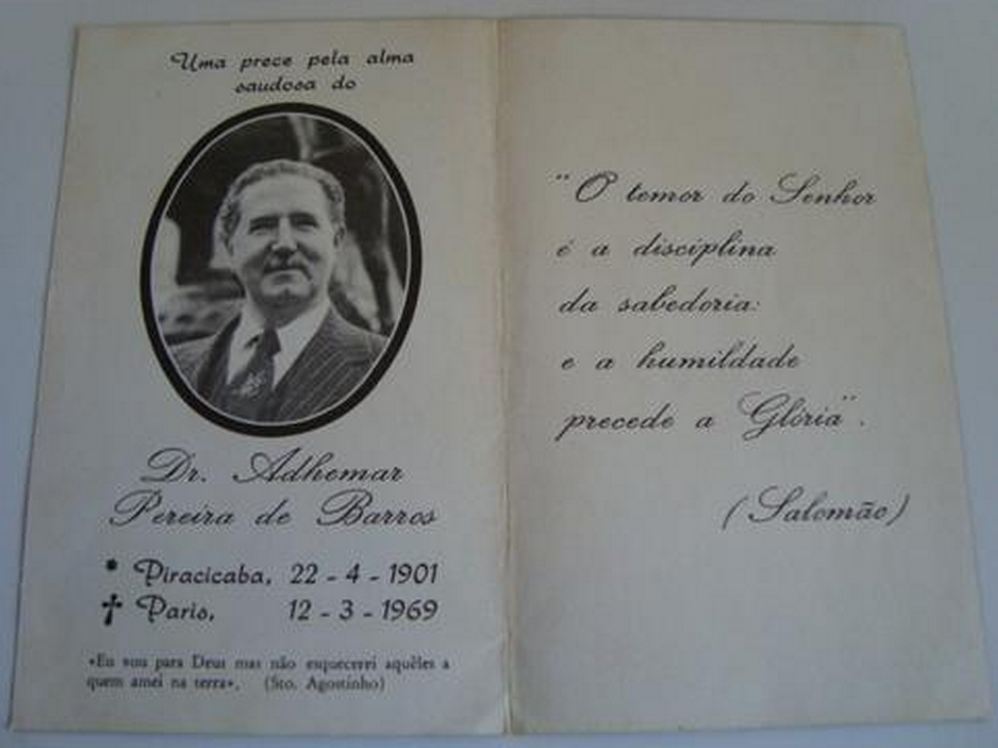 Uma prece pela alma
saudosa do
Dr. Adhemar
Pereira de Barros
* Piracicaba, 22 - 4 - 1901
† Paris, 12 - 3 - 1969
«Eu vou para Deus mas não esquecerei aquêles a
quem amei na terra». (Sto. Agostinho)
"O temor do Senhor
é a disciplina
da sabedoria:
e a humildade
precede a Glória".
(Salomão)